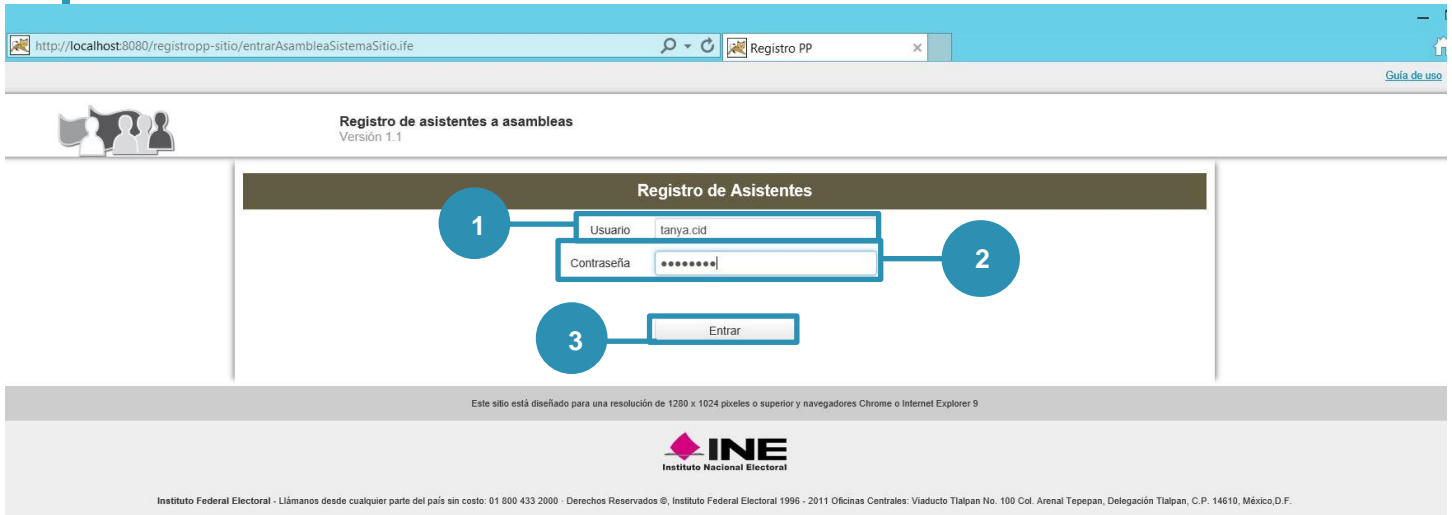 http://localhost:8080/registropp-sitio/entrarAsambleaSistemaSitio.ife
Registro PP
Guía de uso
Registro de asistentes a asambleas
Versión 1.1
Registro de Asistentes
1
Usuario tanya.cid
Contraseña ••••••••
2
3
Entrar
Este sitio está diseñado para una resolución de 1280 x 1024 pixeles o superior y navegadores Chrome o Internet Explorer 9
INE
Instituto Nacional Electoral
Instituto Federal Electoral - Llámanos desde cualquier parte del país sin costo: 01 800 433 2000 · Derechos Reservados ©, Instituto Federal Electoral 1996 - 2011 Oficinas Centrales: Viaducto Tlalpan No. 100 Col. Arenal Tepepan, Delegación Tlalpan, C.P. 14610, México,D.F.